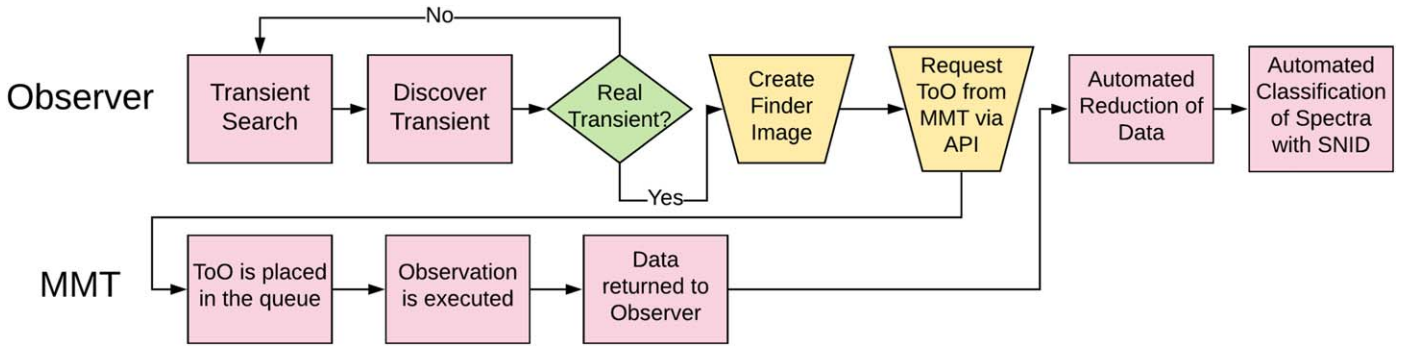 No
Observer
Transient
Search
Discover
Transient
Real
Transient?
Create
Finder
Image
Request
ToO from
MMT via
API
Automated
Reduction of
Data
Automated
Classification
of Spectra
with SNID
Yes
MMT
ToO is placed
in the queue
Observation
is executed
Data
returned to
Observer